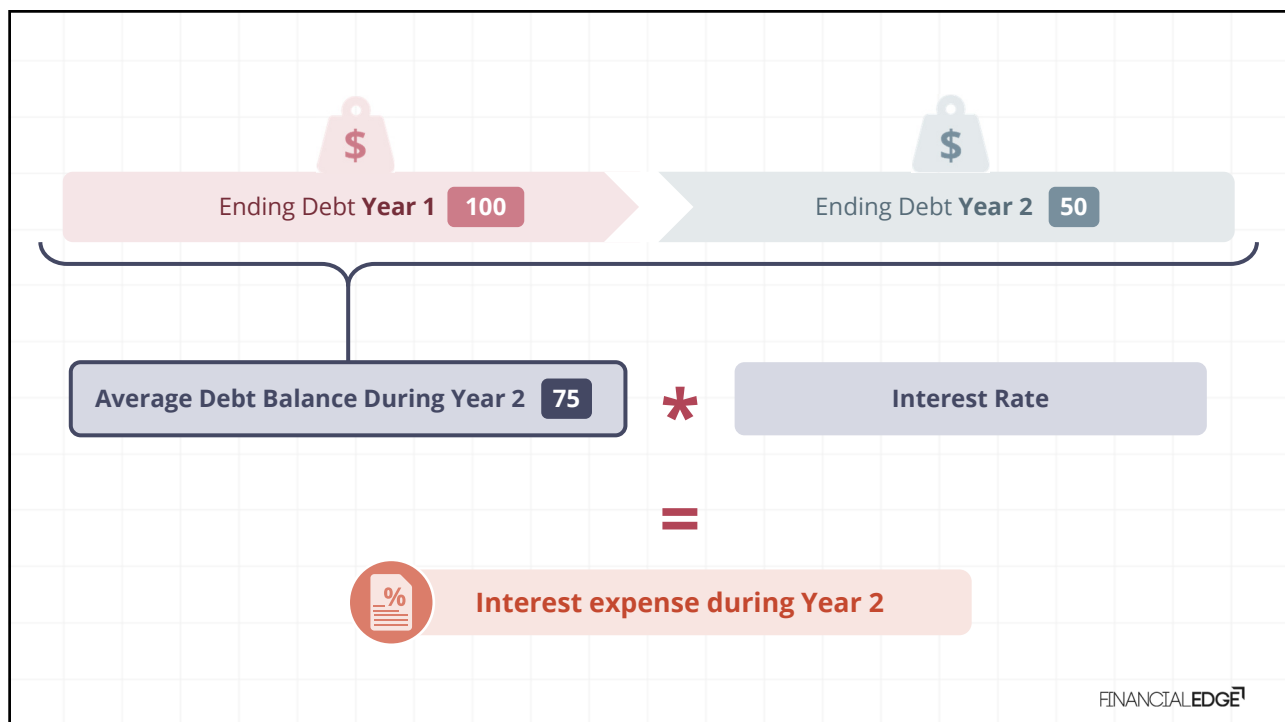 $
$
Ending Debt Year 1 100
Ending Debt Year 2 50
Average Debt Balance During Year 2 75
*
Interest Rate
=
%
Interest expense during Year 2
FINANCIALEDGE